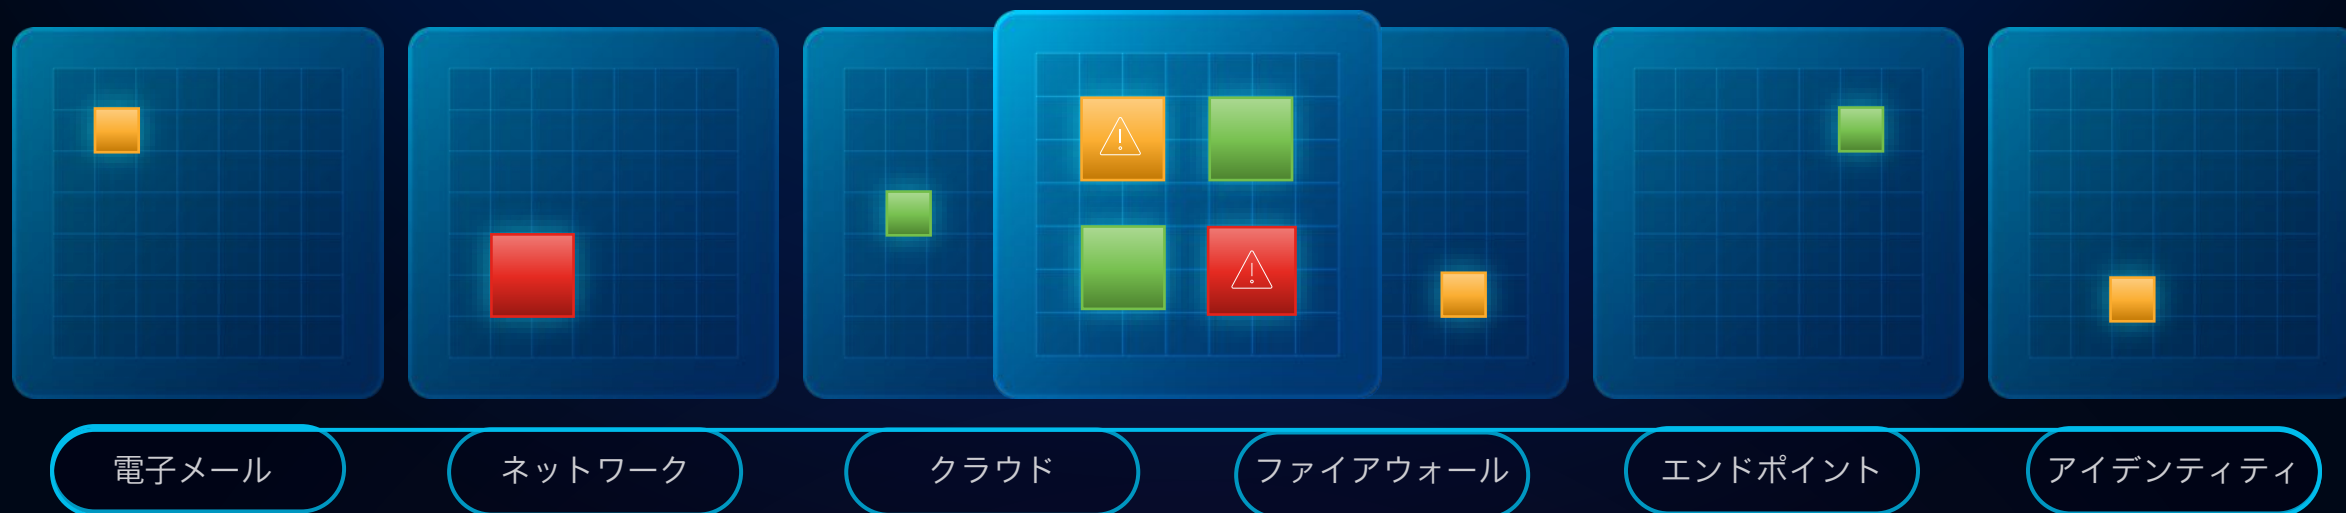 電子メール
ネットワーク
クラウド
ファイアウォール
エンドポイント
アイデンティティ